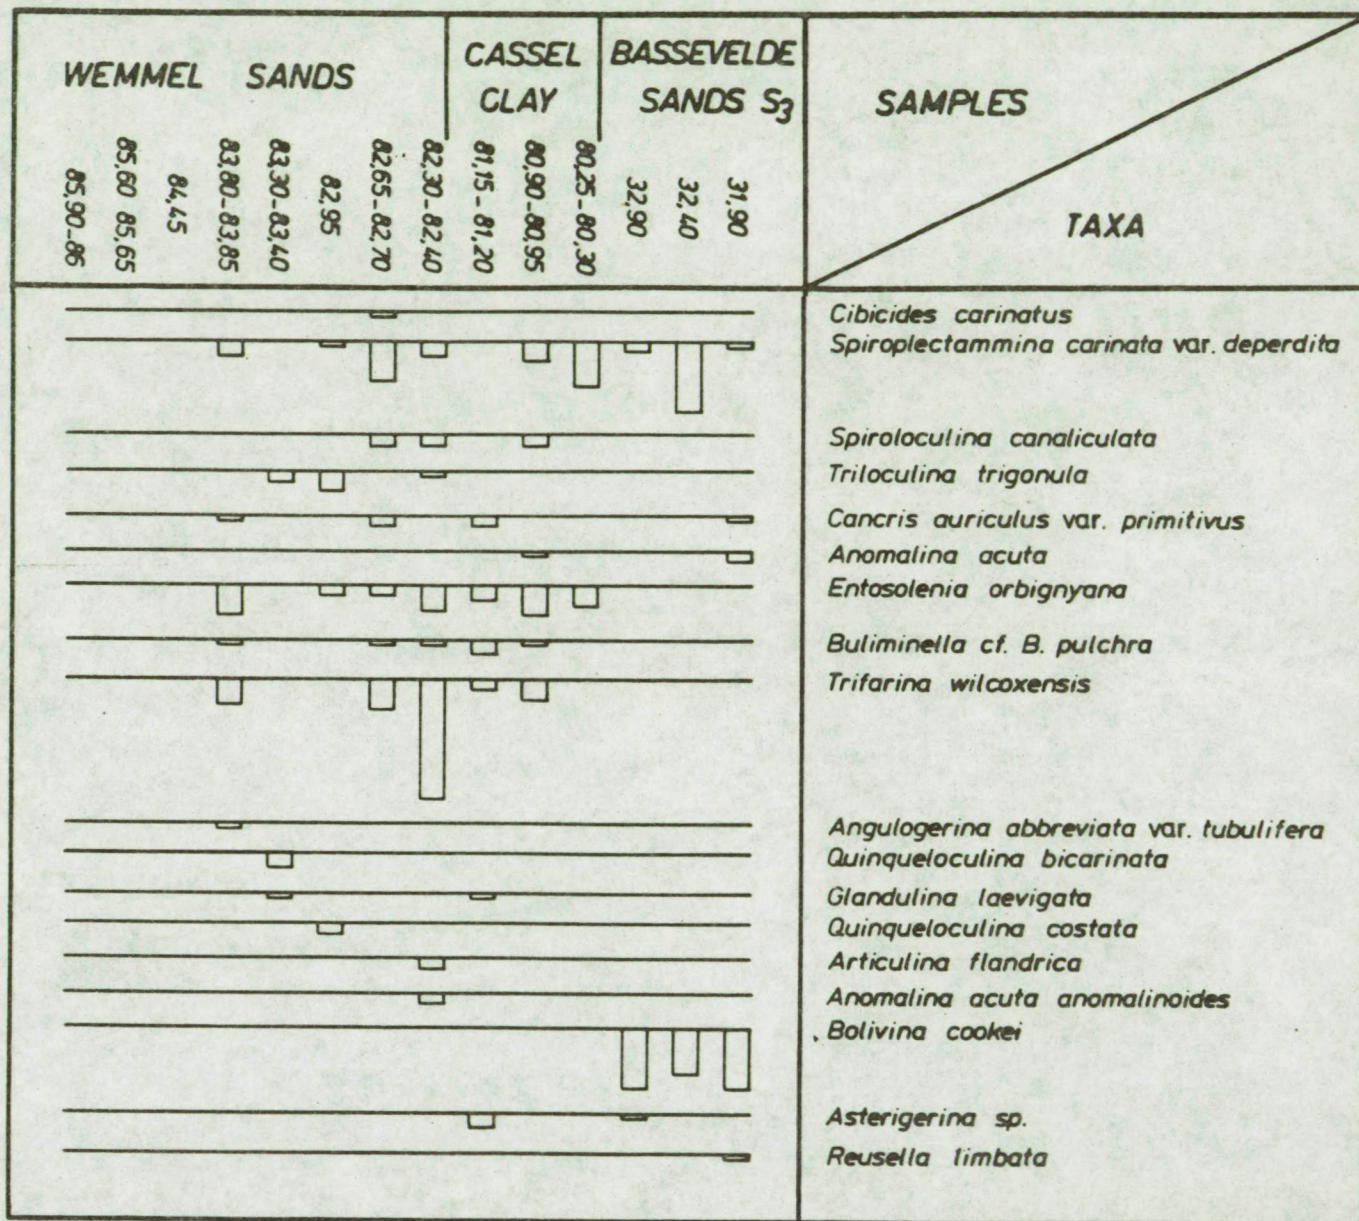 WEMMEL SANDS
CASSEL
CLAY
BASSEVELDE
SANDS S3
SAMPLES
TAXA
85,90-86
85,60 85,65
84,45
83,80-83,85
83,30-83,40
82,95
82,65-82,70
82,30-82,40
81,15-81,20
80,90-80,95
80,25-80,30
32,90
32,40
31,90
Cibicides carinatus
Spiroplectammina carinata var. deperdita
Spiroloculina canaliculata
Triloculina trigonula
Cancris auriculus var. primitivus
Anomalina acuta
Entosolenia orbignyana
Buliminella cf. B. pulchra
Trifarina wilcoxensis
Angulogerina abbreviata var. tubulifera
Quinqueloculina bicarinata
Glandulina laevigata
Quinqueloculina costata
Articulina flandrica
Anomalina acuta anomalinoides
Bolivina cookei
Asterigerina sp.
Reusella limbata